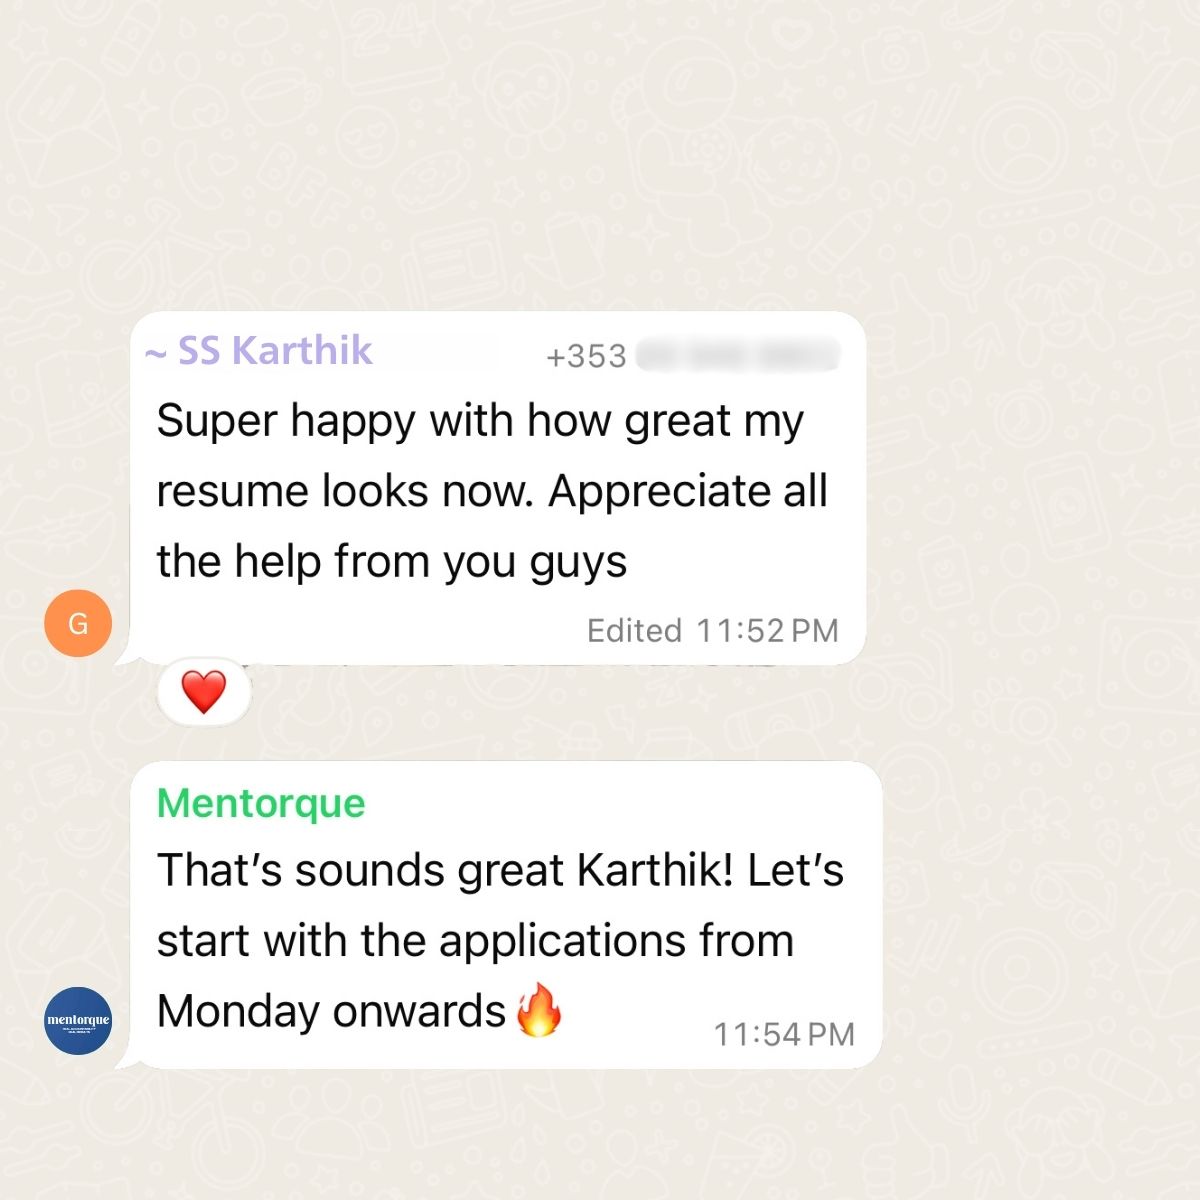 ~ SS Karthik +353
Super happy with how great my
resume looks now. Appreciate all
the help from you guys
Edited 11:52 PM
G
❤️
Mentorque
That’s sounds great Karthik! Let’s
start with the applications from
Monday onwards🔥
11:54 PM
mentorque